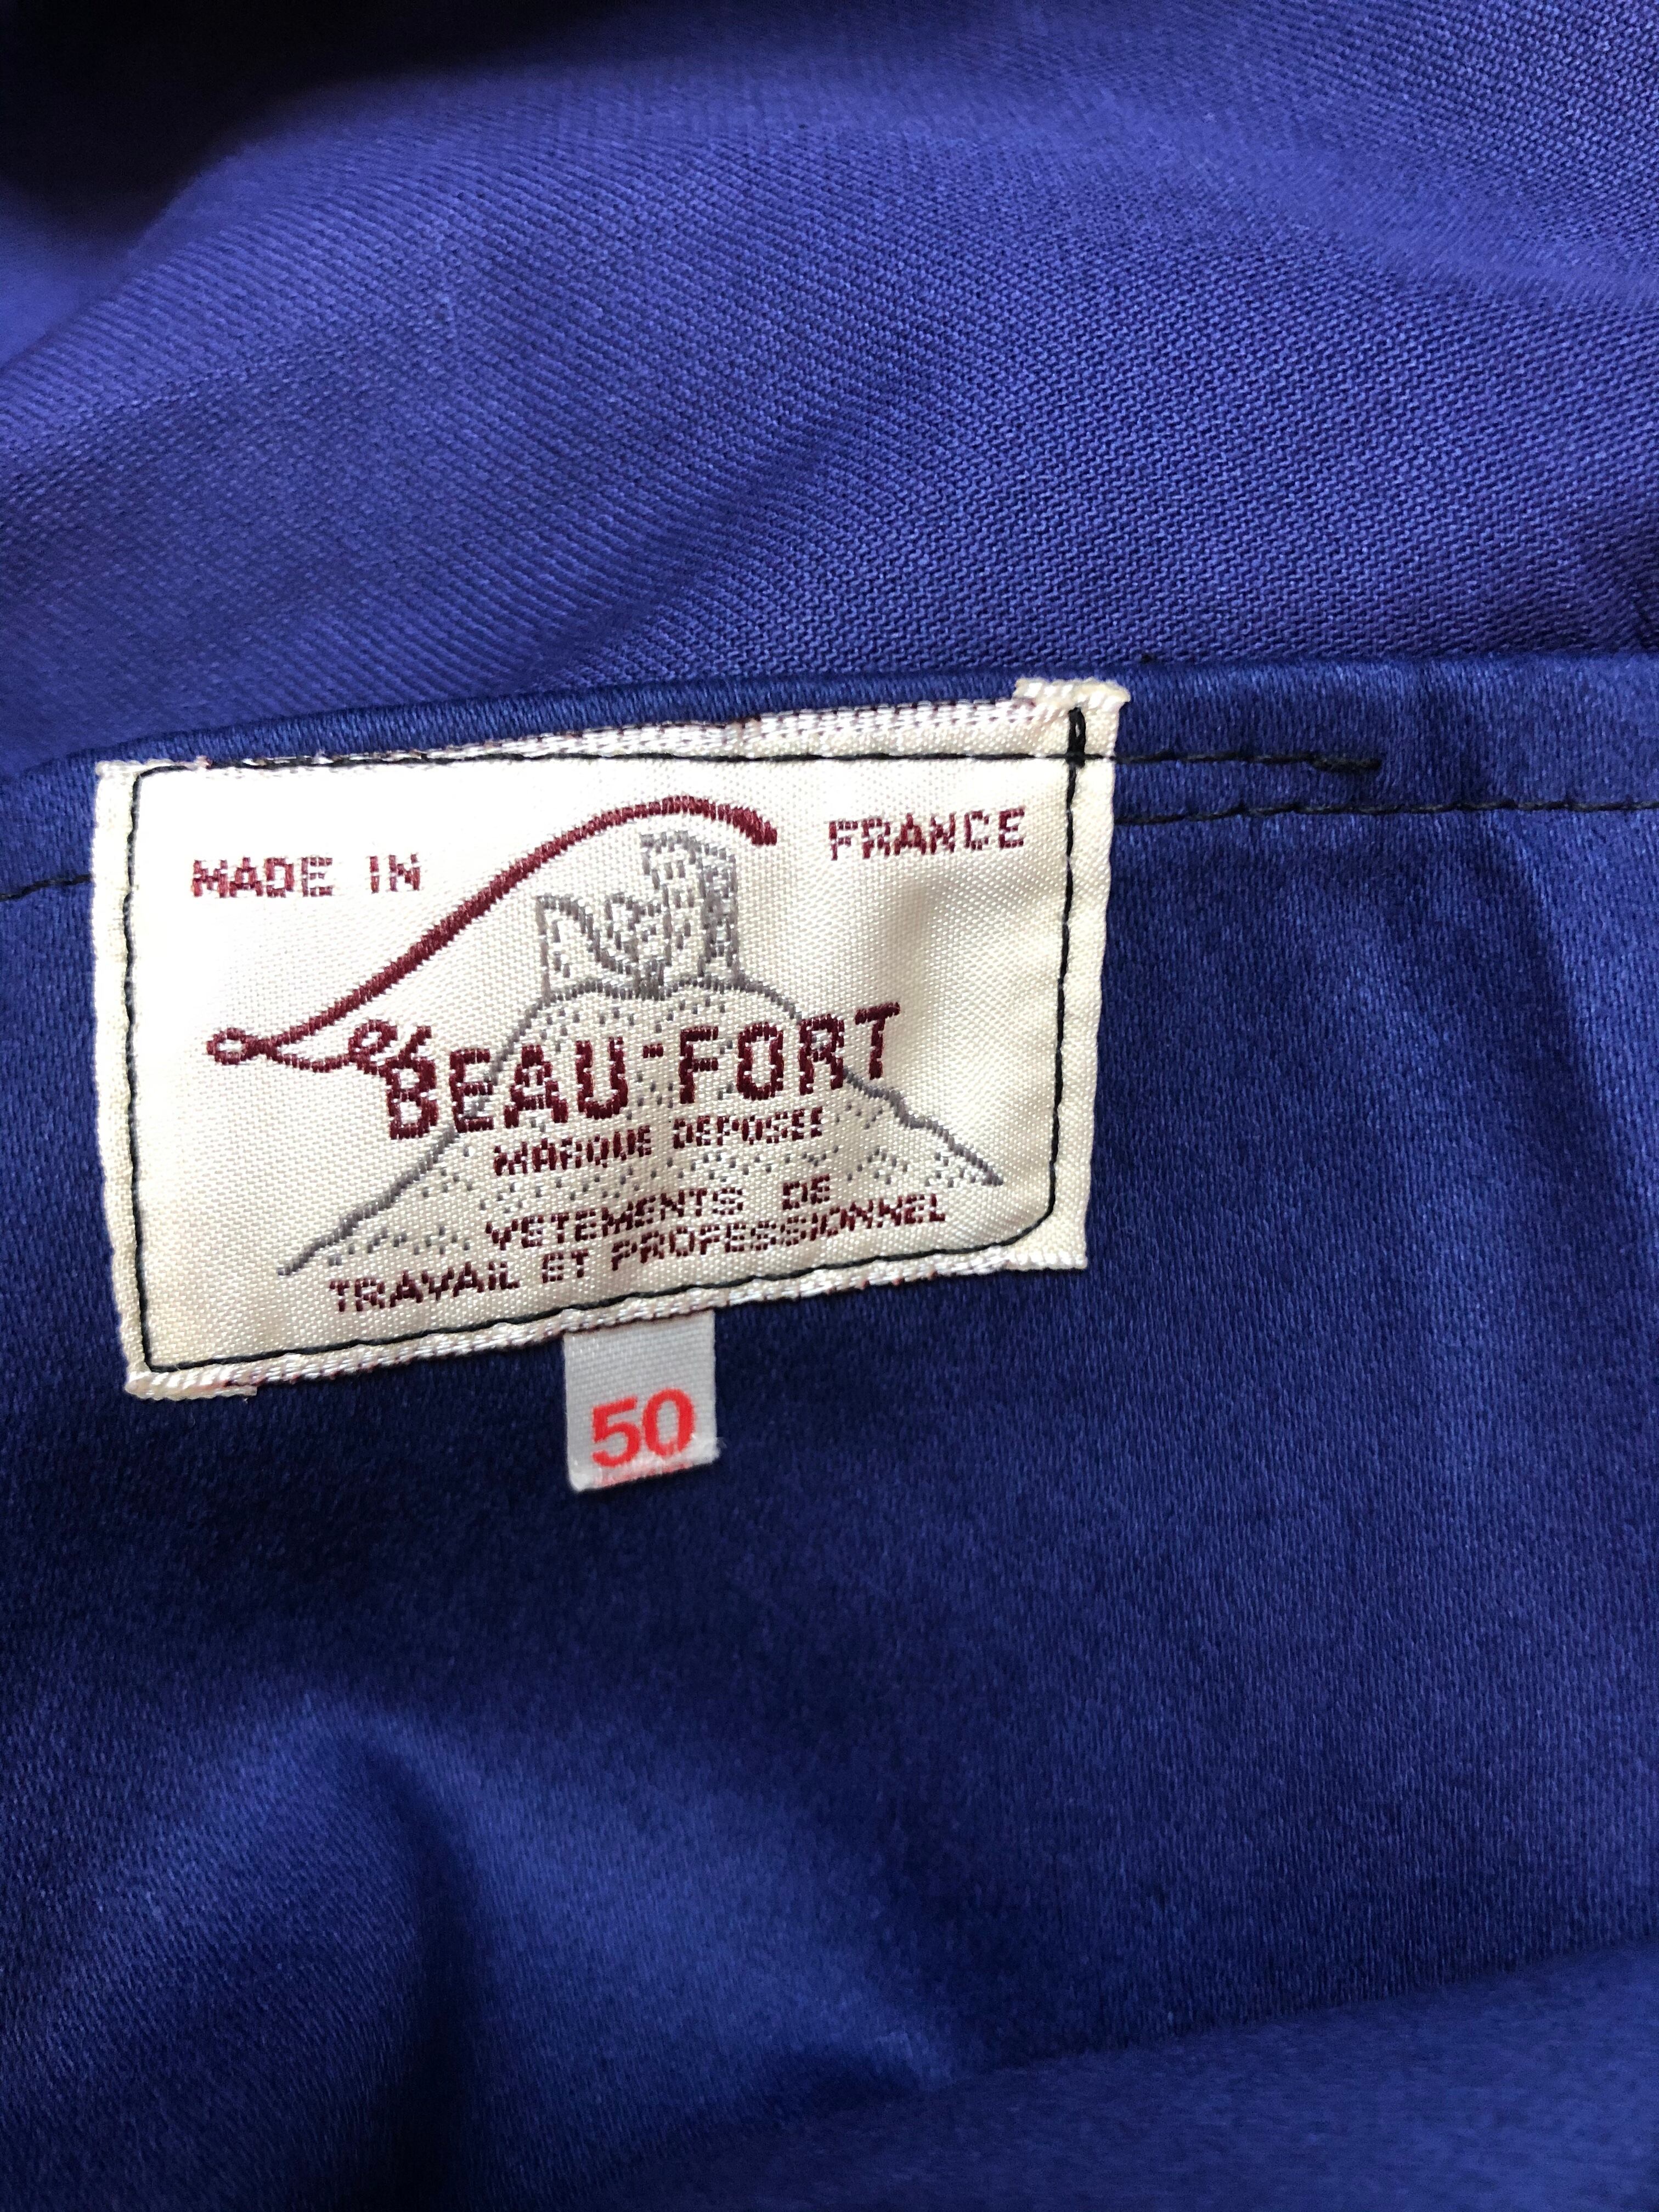 MADE IN FRANCE
Le BEAU-FORT
MARQUE DEPOSEE
VETEMENTS DE
TRAVAIL ET PROFESSIONNEL
50